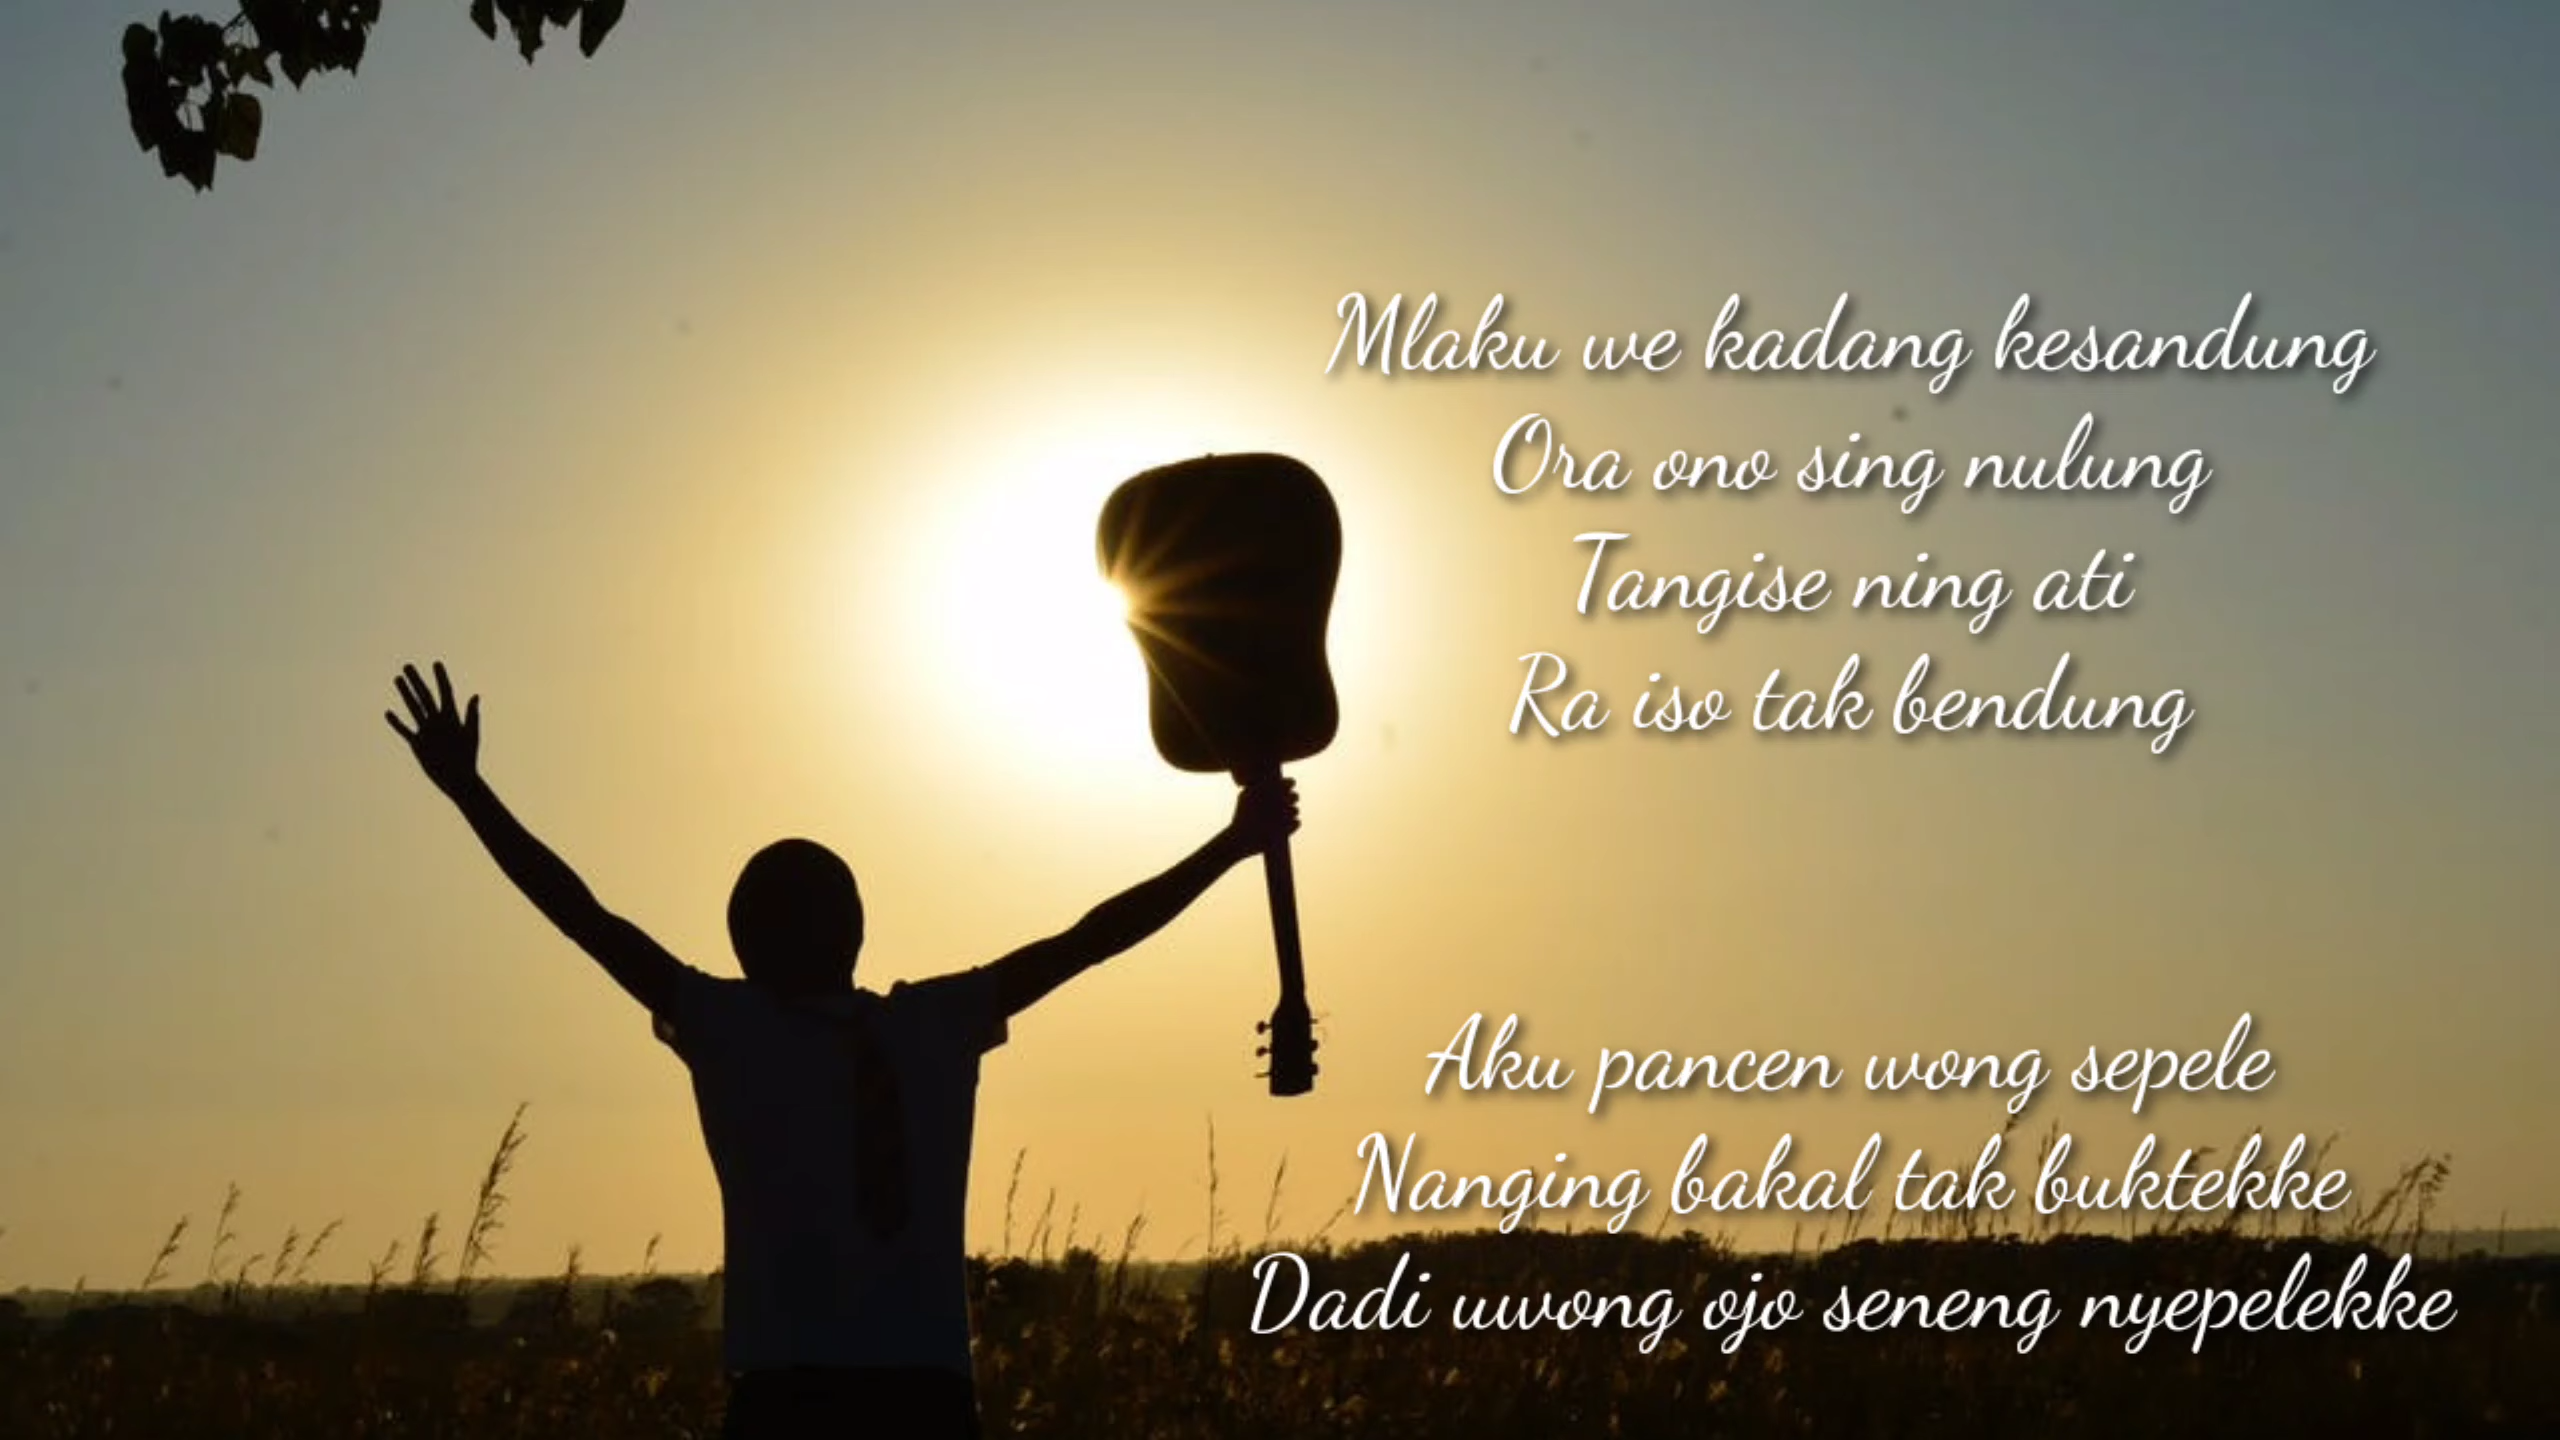 Mlaku we kadang kesandung
Ora ono sing nulung
Tangise ning ati
Ra iso tak bendung
Aku pancen wong sepele
Nanging bakal tak buktekke
Dadi uwong ojo seneng nyepelekke